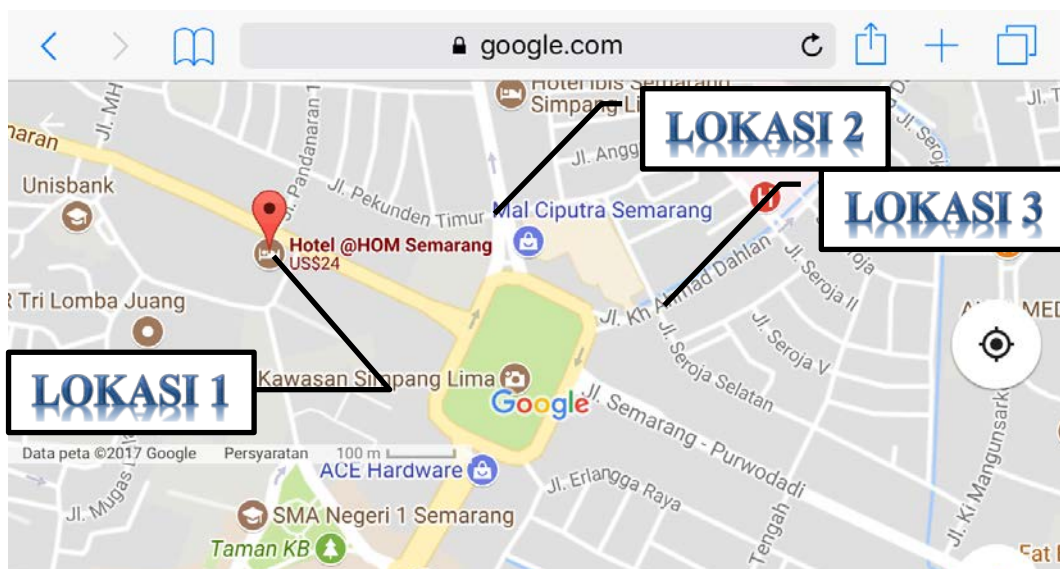 google.com
Hotel Ibis Semarang
Simpang Li
LOKASI 2
Jl. Angg
Jl. Seroja
Jl. T
Jl. MH
naran
Jl. Pandanaran 1
Unisbank
Jl. Pekunden Timur
Mal Ciputra Semarang
LOKASI 3
Hotel @HOM Semarang
US$24
Jl. Kh Ahmad Dahlan
Seroja
Jl. Seroja II
Tri Lomba Juang
Jl. Seroja V
MED
Jl. Seroja Selatan
LOKASI 1
Kawasan Simpang Lima
Google
Jl. Semarang - Purwodadi
Data peta ©2017 Google
Persyaratan
100 m
ACE Hardware
Jl. Erlangga Raya
Jl. Ki Mangunsark
Jl. Mugas
SMA Negeri 1 Semarang
Tengah
Taman KB
Fat